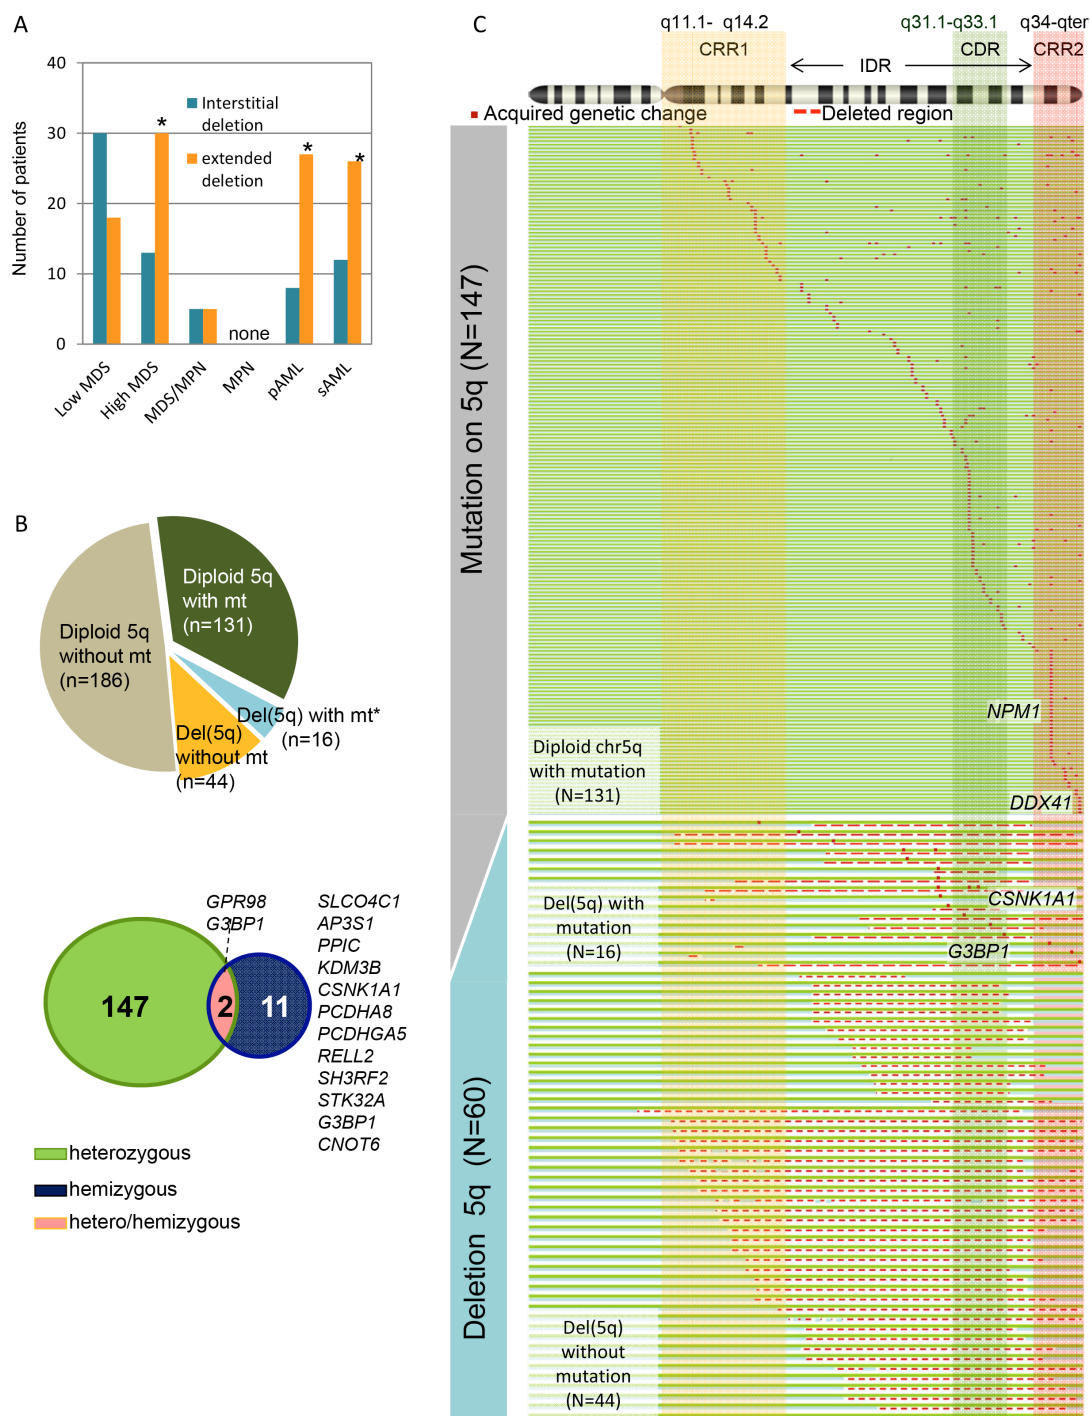 A
40
30
20
10
0
Number of patients
Interstitial
deletion
extended
deletion
*
*
*
none
Low MDS
High MDS
MDS/MPN
MPN
pAML
sAML
B
Diploid 5q
with mt
(n=131)
Diploid 5q
without mt
(n=186)
Del(5q) with mt*
(n=16)
Del(5q)
without mt
(n=44)
GPR98
G3BP1
147
2
11
SLCO4C1
AP3S1
PPIC
KDM3B
CSNK1A1
PCDHA8
PCDHGA5
RELL2
SH3RF2
STK32A
G3BP1
CNOT6
heterozygous
hemizygous
hetero/hemizygous
C
q11.1- q14.2
q31.1-q33.1
q34-qter
CRR1
IDR
CDR
CRR2
Acquired genetic change
Deleted region
Mutation on 5q (N=147)
NPM1
Diploid chr5q
with mutation
(N=131)
DDX41
CSNK1A1
Del(5q) with
mutation
(N=16)
G3BP1
Deletion 5q (N=60)
Del(5q)
without
mutation
(N=44)